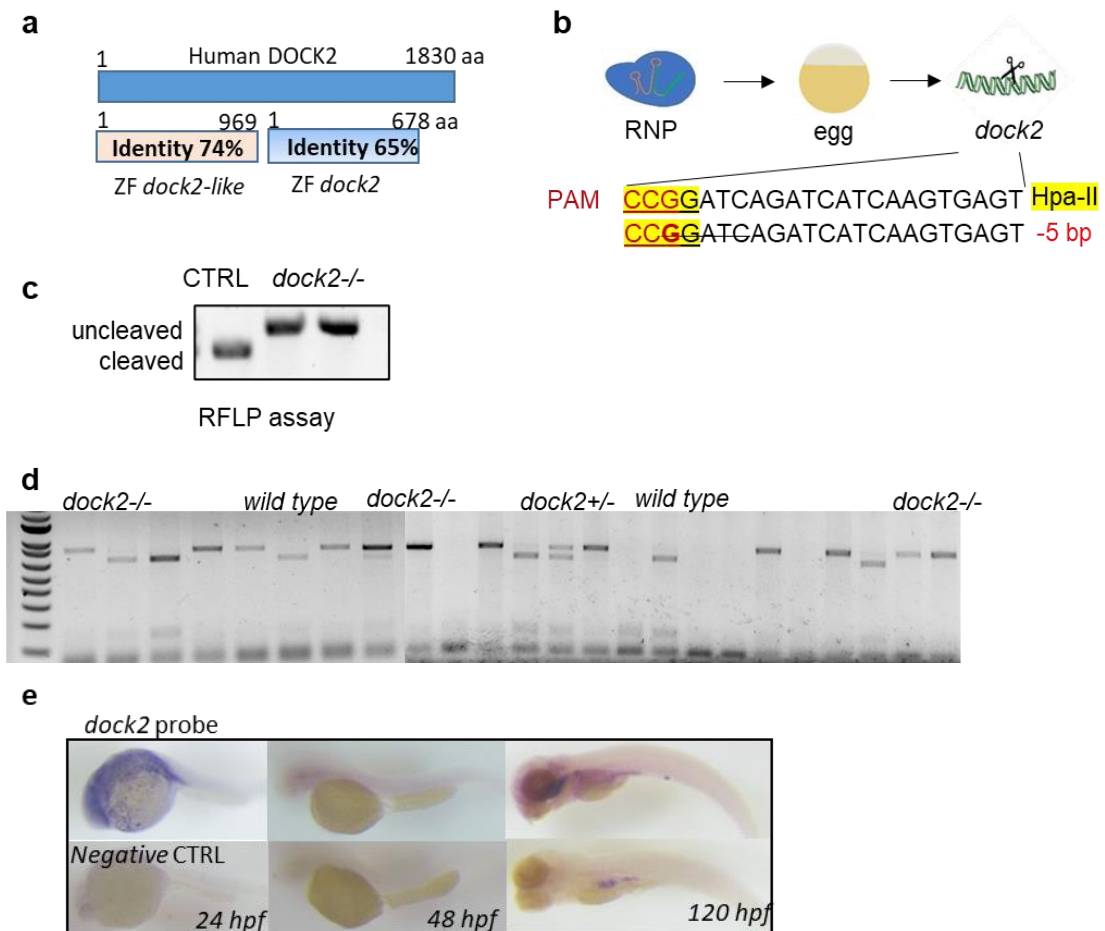 a
1 Human DOCK2 1830 aa
1 969 1 678 aa
Identity 74% Identity 65%
ZF dock2-like ZF dock2
b
RNP egg dock2
PAM CCGGATCAGATCATCAAGTGAGT Hpa-II
CCGGATCAGATCATCAAGTGAGT -5 bp
c
CTRL dock2-/-
uncleaved
cleaved
RFLP assay
d
dock2-/- wild type dock2-/- dock2+/- wild type dock2-/-
e
dock2 probe
Negative CTRL
24 hpf 48 hpf 120 hpf